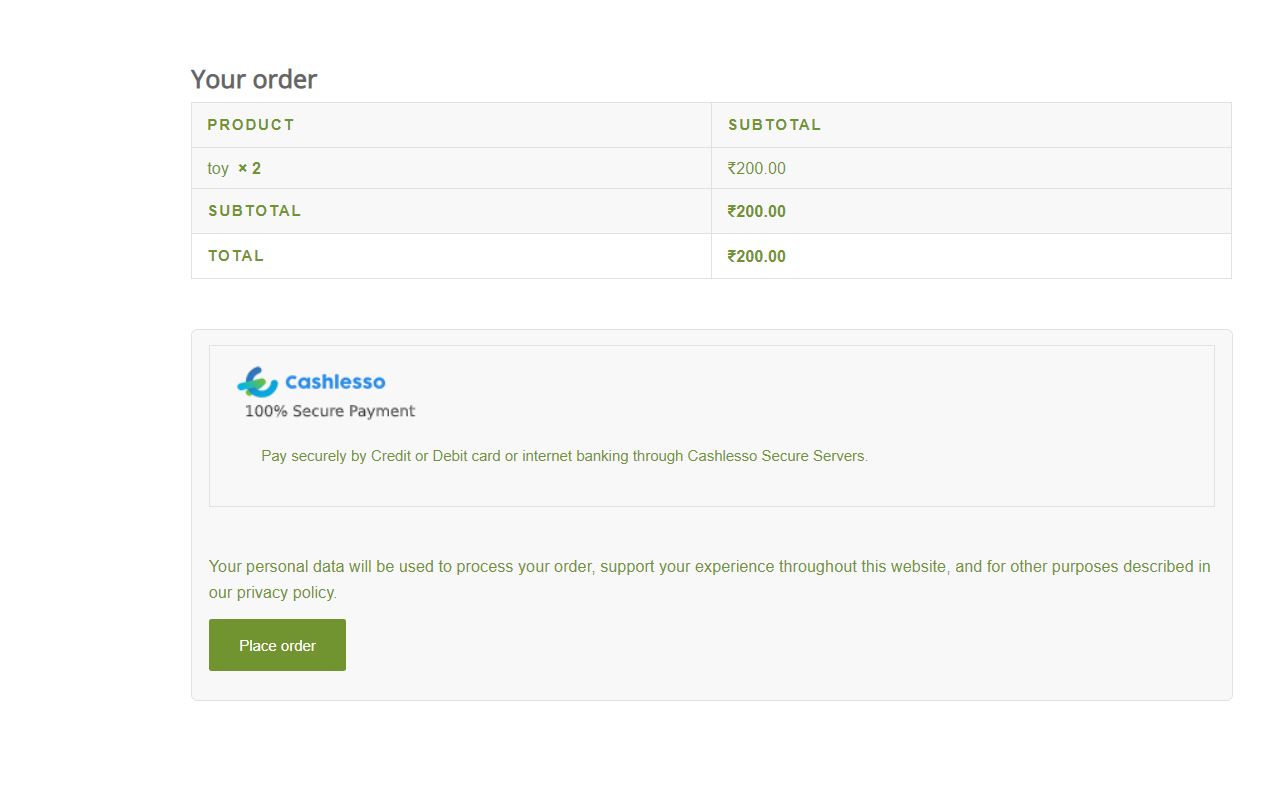 Your order
PRODUCT SUBTOTAL
toy × 2 ₹200.00
SUBTOTAL ₹200.00
TOTAL ₹200.00
Cashlesso
100% Secure Payment
Pay securely by Credit or Debit card or internet banking through Cashlesso Secure Servers.
Your personal data will be used to process your order, support your experience throughout this website, and for other purposes described in
our privacy policy.
Place order